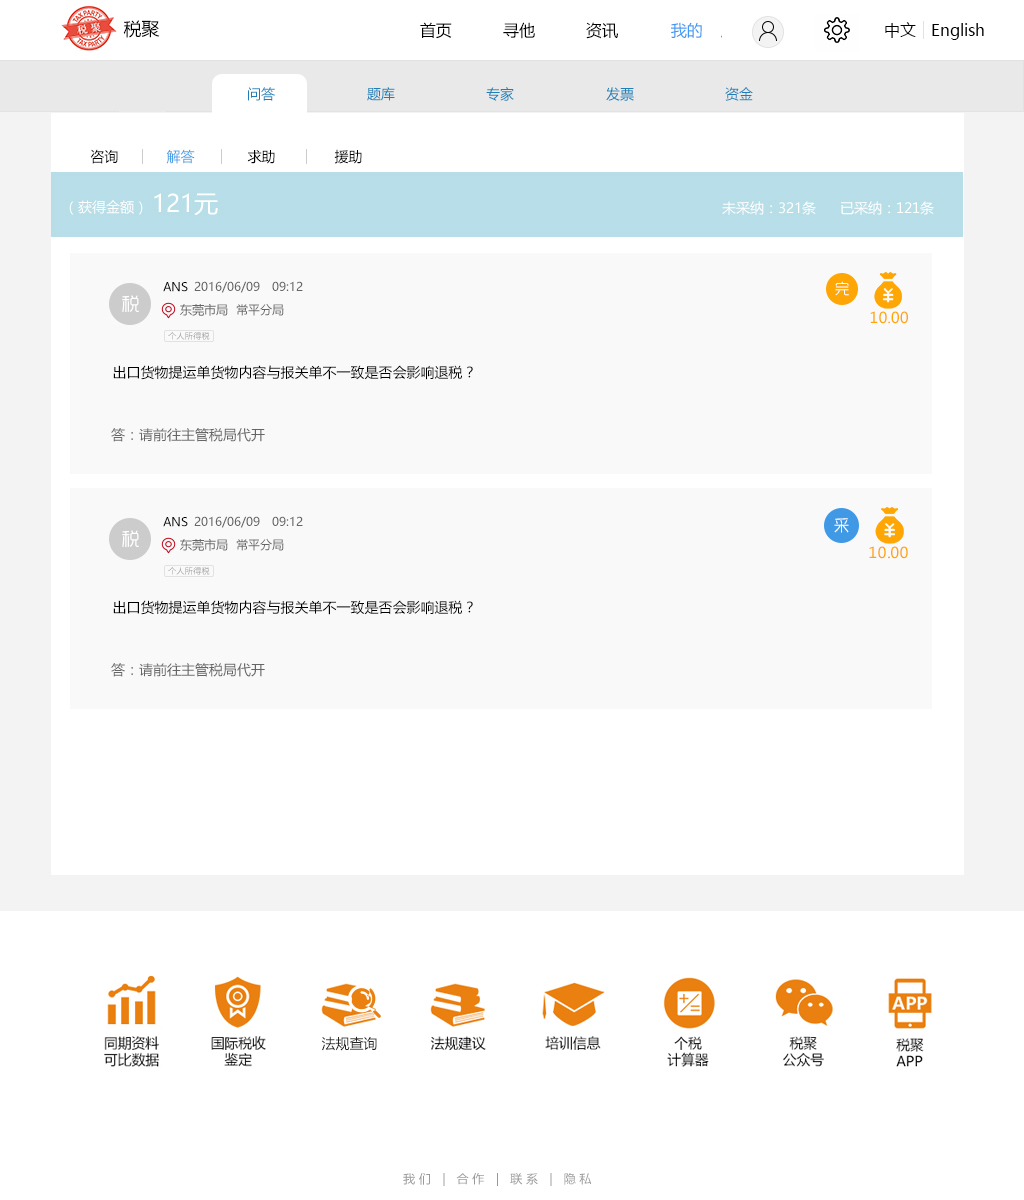 TAX PARTY
税聚
TAX PARTY
税聚
首页 寻他 资讯 我的 中文 English
问答 题库 专家 发票 资金
咨询 解答 求助 援助
（获得金额）121元 未采纳：321条 已采纳：121条
税
ANS 2016/06/09 09:12
东莞市局 常平分局
个人所得税
完
10.00
出口货物提运单货物内容与报关单不一致是否会影响退税？
答：请前往主管税局代开
税
ANS 2016/06/09 09:12
东莞市局 常平分局
个人所得税
采
10.00
出口货物提运单货物内容与报关单不一致是否会影响退税？
答：请前往主管税局代开
同期资料
可比数据
国际税收
鉴定
法规查询
法规建议
培训信息
个税
计算器
税聚
公众号
APP
税聚
APP
我们 | 合作 | 联系 | 隐私